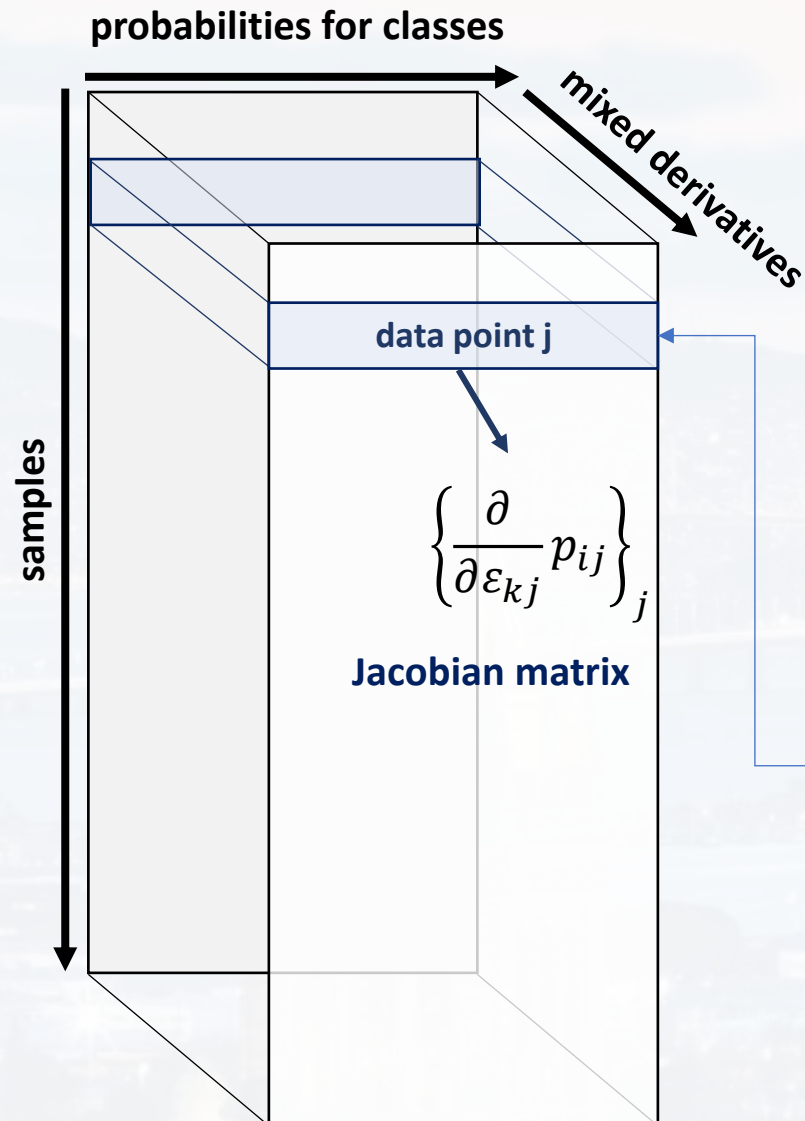 probabilities for classes
mixed derivatives
samples
data point j
{∂/∂ε_kj p_ij}_j
Jacobian matrix